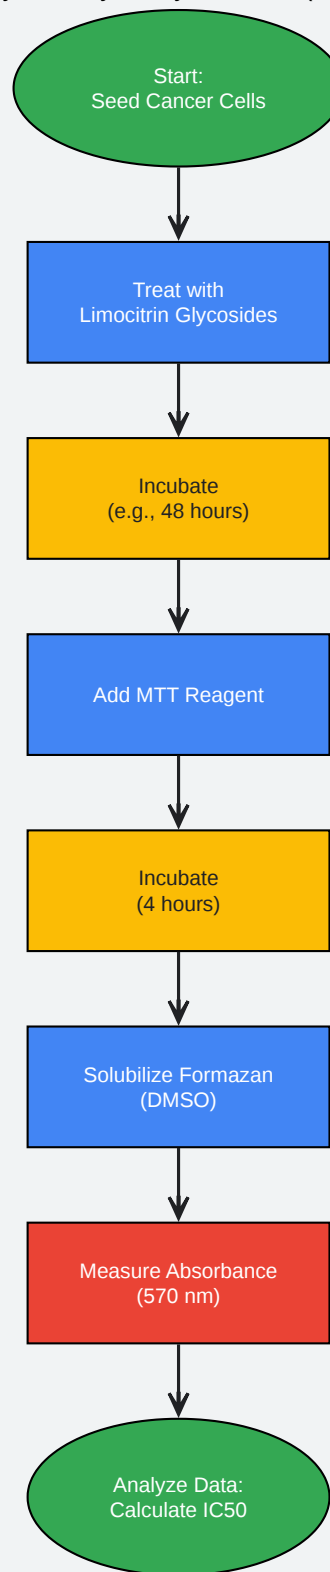 Start:
Seed Cancer Cells
Treat with
Limocitrin Glycosides
Incubate
(e.g., 48 hours)
Add MTT Reagent
Incubate
(4 hours)
Solubilize Formazan
(DMSO)
Measure Absorbance
(570 nm)
Analyze Data:
Calculate IC50